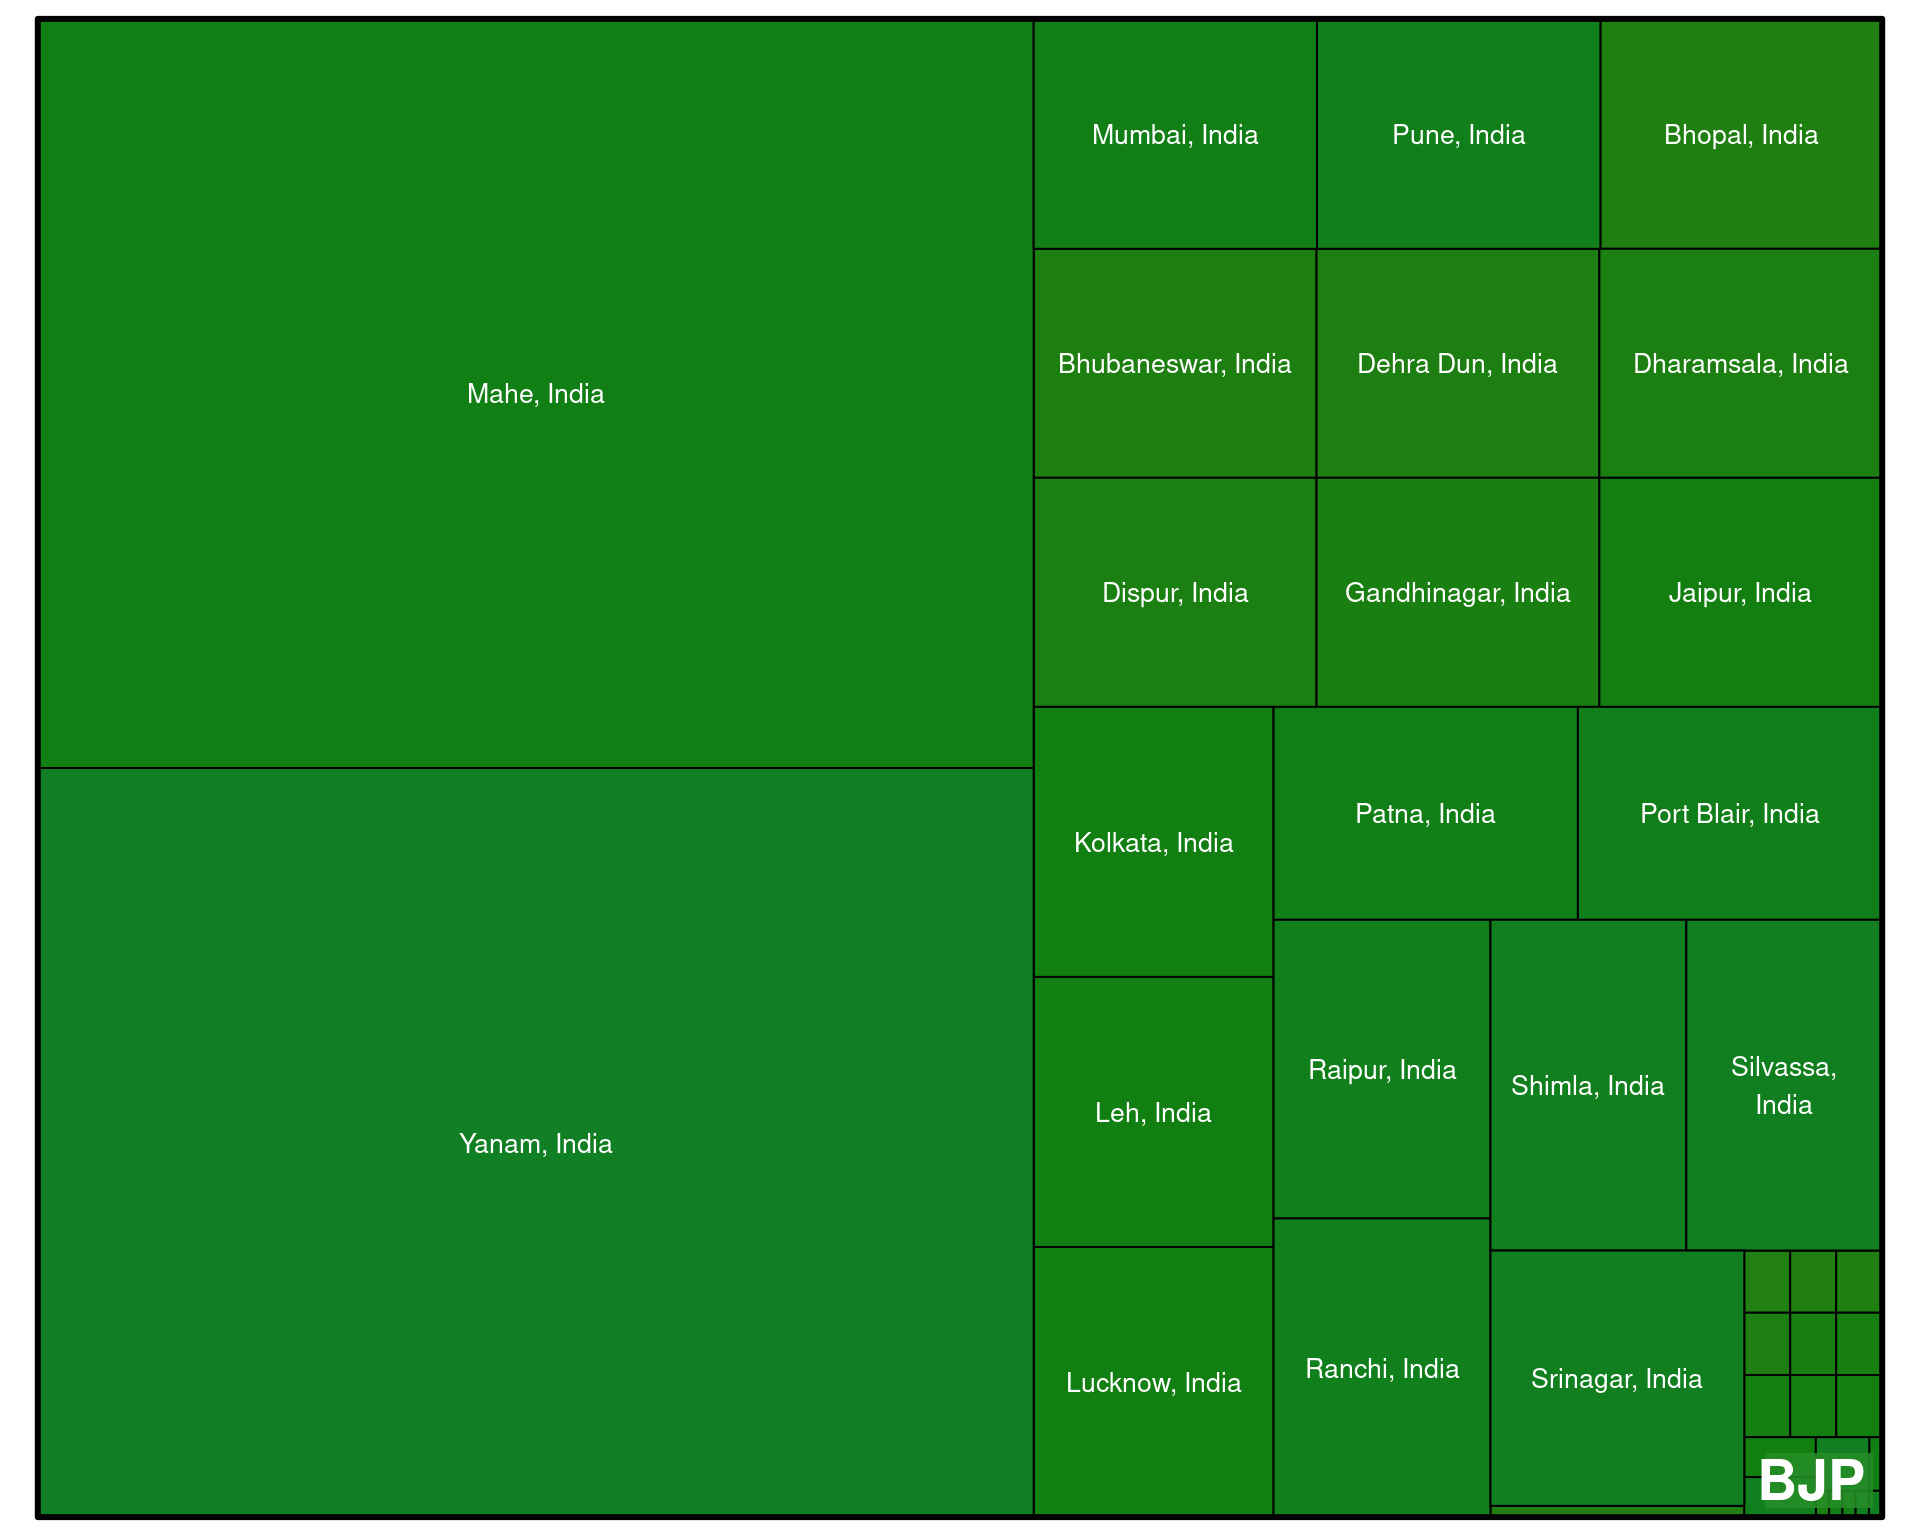 Mumbai, India
Pune, India
Bhopal, India
Mahe, India
Bhubaneswar, India
Dehra Dun, India
Dharamsala, India
Dispur, India
Gandhinagar, India
Jaipur, India
Kolkata, India
Patna, India
Port Blair, India
Yanam, India
Leh, India
Raipur, India
Shimla, India
Silvassa,
India
Lucknow, India
Ranchi, India
Srinagar, India
BJP